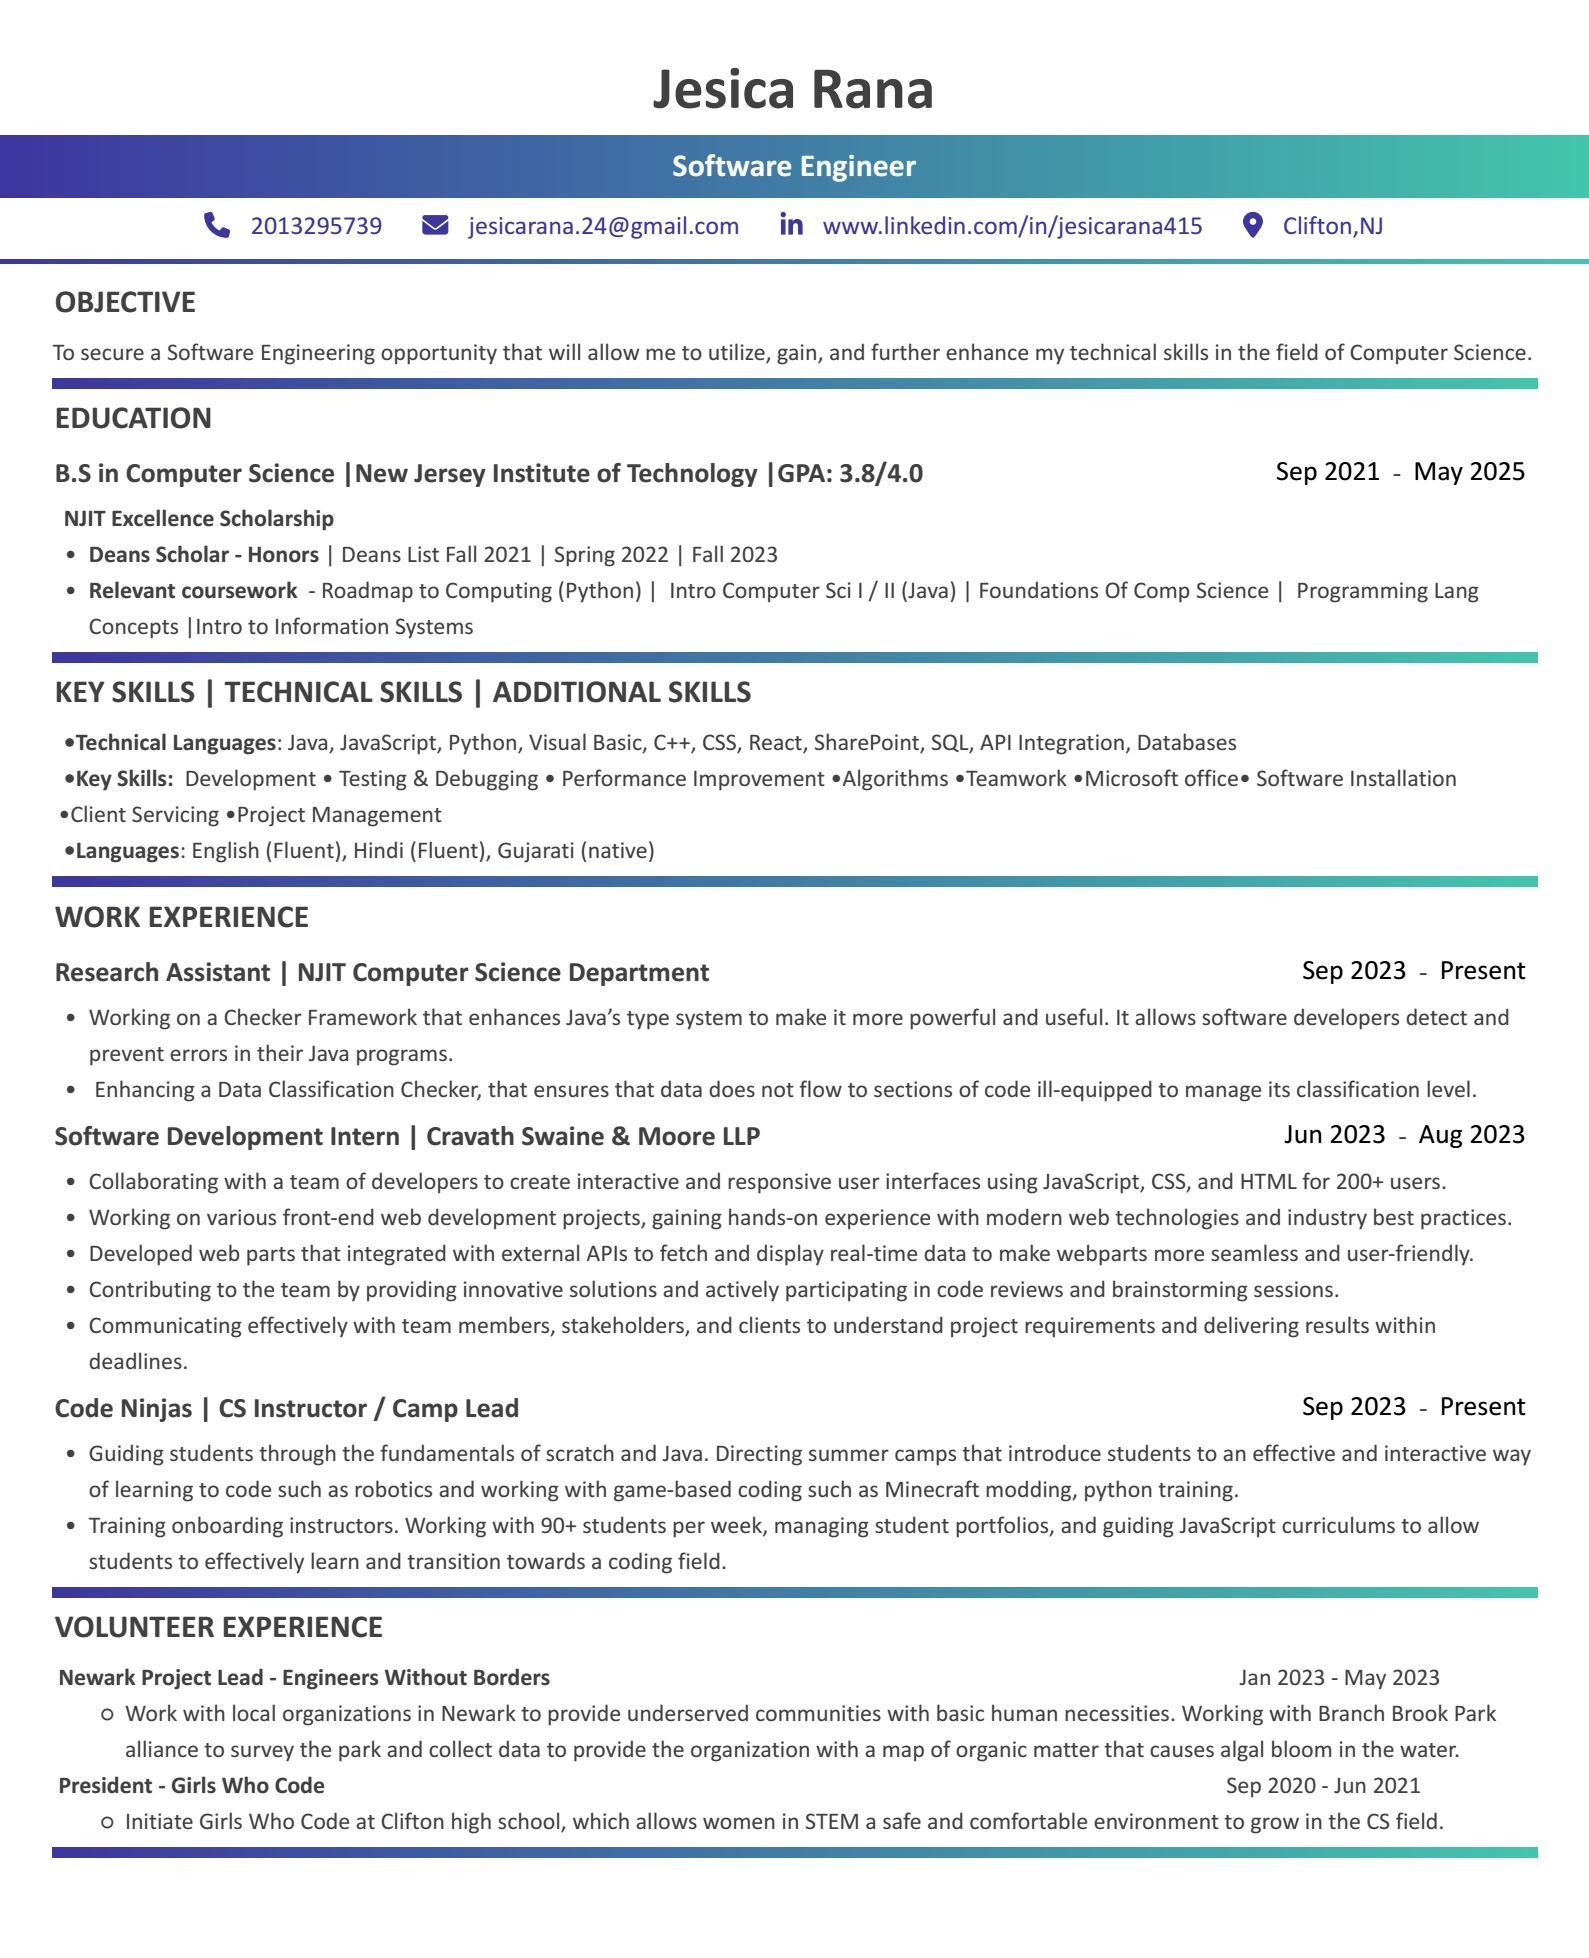 Jesica Rana
Software Engineer
2013295739 jesicarana.24@gmail.com www.linkedin.com/in/jesicarana415 Clifton,NJ
OBJECTIVE
To secure a Software Engineering opportunity that will allow me to utilize, gain, and further enhance my technical skills in the field of Computer Science.
EDUCATION
B.S in Computer Science |New Jersey Institute of Technology |GPA: 3.8/4.0 Sep 2021 - May 2025
NJIT Excellence Scholarship
• Deans Scholar - Honors | Deans List Fall 2021 | Spring 2022 | Fall 2023
• Relevant coursework - Roadmap to Computing (Python) | Intro Computer Sci I / II (Java) | Foundations Of Comp Science | Programming Lang
Concepts |Intro to Information Systems
KEY SKILLS | TECHNICAL SKILLS | ADDITIONAL SKILLS
•Technical Languages: Java, JavaScript, Python, Visual Basic, C++, CSS, React, SharePoint, SQL, API Integration, Databases
•Key Skills: Development • Testing & Debugging • Performance Improvement •Algorithms •Teamwork •Microsoft office• Software Installation
•Client Servicing •Project Management
•Languages: English (Fluent), Hindi (Fluent), Gujarati (native)
WORK EXPERIENCE
Research Assistant | NJIT Computer Science Department Sep 2023 - Present
• Working on a Checker Framework that enhances Java’s type system to make it more powerful and useful. It allows software developers detect and
prevent errors in their Java programs.
• Enhancing a Data Classification Checker, that ensures that data does not flow to sections of code ill-equipped to manage its classification level.
Software Development Intern | Cravath Swaine & Moore LLP Jun 2023 - Aug 2023
• Collaborating with a team of developers to create interactive and responsive user interfaces using JavaScript, CSS, and HTML for 200+ users.
• Working on various front-end web development projects, gaining hands-on experience with modern web technologies and industry best practices.
• Developed web parts that integrated with external APIs to fetch and display real-time data to make webparts more seamless and user-friendly.
• Contributing to the team by providing innovative solutions and actively participating in code reviews and brainstorming sessions.
• Communicating effectively with team members, stakeholders, and clients to understand project requirements and delivering results within
deadlines.
Code Ninjas | CS Instructor / Camp Lead Sep 2023 - Present
• Guiding students through the fundamentals of scratch and Java. Directing summer camps that introduce students to an effective and interactive way
of learning to code such as robotics and working with game-based coding such as Minecraft modding, python training.
• Training onboarding instructors. Working with 90+ students per week, managing student portfolios, and guiding JavaScript curriculums to allow
students to effectively learn and transition towards a coding field.
VOLUNTEER EXPERIENCE
Newark Project Lead - Engineers Without Borders Jan 2023 - May 2023
○ Work with local organizations in Newark to provide underserved communities with basic human necessities. Working with Branch Brook Park
alliance to survey the park and collect data to provide the organization with a map of organic matter that causes algal bloom in the water.
President - Girls Who Code Sep 2020 - Jun 2021
○ Initiate Girls Who Code at Clifton high school, which allows women in STEM a safe and comfortable environment to grow in the CS field.